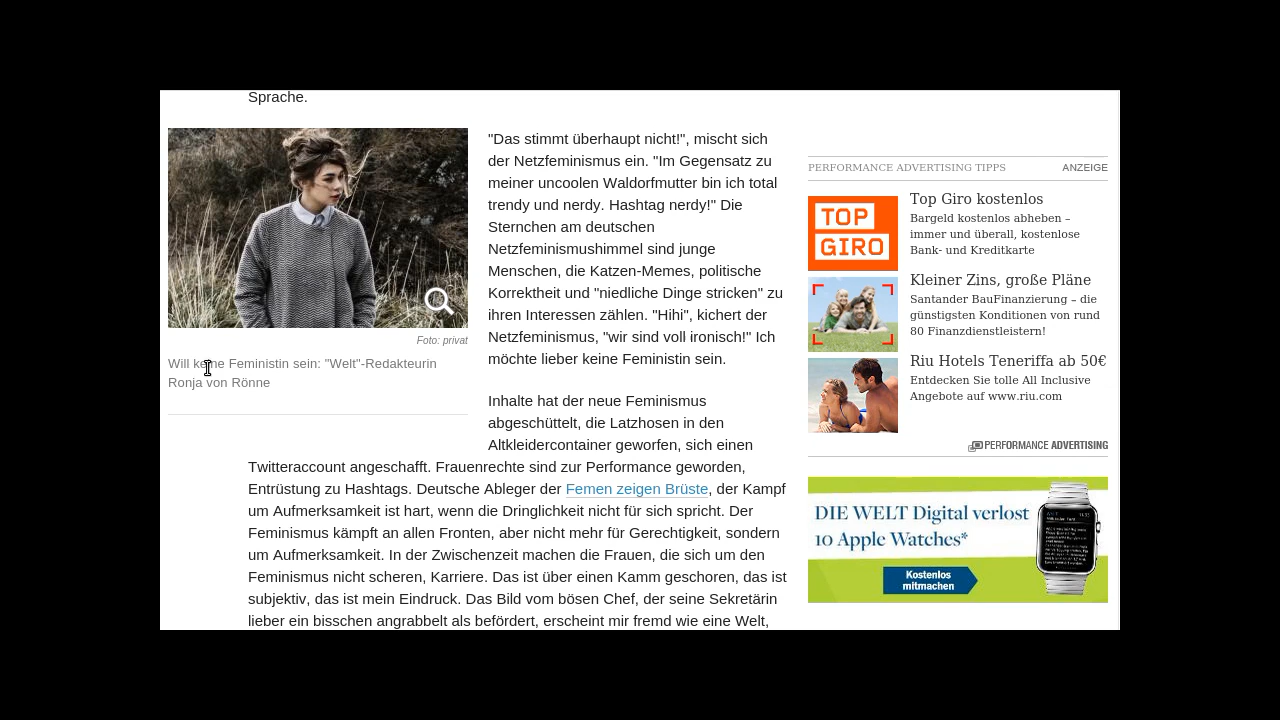 Sprache.
Foto: privat
Will keine Feministin sein: "Welt"-Redakteurin
Ronja von Rönne
"Das stimmt überhaupt nicht!", mischt sich
der Netzfeminismus ein. "Im Gegensatz zu
meiner uncoolen Waldorfmutter bin ich total
trendy und nerdy. Hashtag nerdy!" Die
Sternchen am deutschen
Netzfeminismushimmel sind junge
Menschen, die Katzen-Memes, politische
Korrektheit und "niedliche Dinge stricken" zu
ihren Interessen zählen. "Hihi", kichert der
Netzfeminismus, "wir sind voll ironisch!" Ich
möchte lieber keine Feministin sein.
Inhalte hat der neue Feminismus
abgeschüttelt, die Latzhosen in den
Altkleidercontainer geworfen, sich einen
Twitteraccount angeschafft. Frauenrechte sind zur Performance geworden,
Entrüstung zu Hashtags. Deutsche Ableger der Femen zeigen Brüste, der Kampf
um Aufmerksamkeit ist hart, wenn die Dringlichkeit nicht für sich spricht. Der
Feminismus kämpft an allen Fronten, aber nicht mehr für Gerechtigkeit, sondern
um Aufmerksamkeit. In der Zwischenzeit machen die Frauen, die sich um den
Feminismus nicht scheren, Karriere. Das ist über einen Kamm geschoren, das ist
subjektiv, das ist mein Eindruck. Das Bild vom bösen Chef, der seine Sekretärin
lieber ein bisschen angrabbelt als befördert, erscheint mir fremd wie eine Welt,
PERFORMANCE ADVERTISING TIPPS ANZEIGE
TOP
GIRO
Top Giro kostenlos
Bargeld kostenlos abheben –
immer und überall, kostenlose
Bank- und Kreditkarte
Kleiner Zins, große Pläne
Santander BauFinanzierung – die
günstigsten Konditionen von rund
80 Finanzdienstleistern!
Riu Hotels Teneriffa ab 50€
Entdecken Sie tolle All Inclusive
Angebote auf www.riu.com
PERFORMANCE ADVERTISING
DIE WELT Digital verlost
10 Apple Watches*
Kostenlos
mitmachen